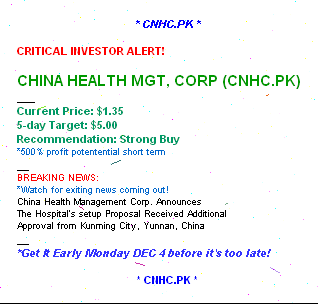 * CNHC.PK *
CRITICAL INVESTOR ALERT!
CHINA HEALTH MGT, CORP (CNHC.PK)
Current Price: $1.35
5-day Target: $5.00
Recommendation: Strong Buy
*500% profit potentential short term
BREAKING NEWS:
*Watch for exiting news coming out!
China Health Management Corp. Announces
The Hospital's setup Proposal Received Additional
Approval from Kunming City, Yunnan, China
*Get It Early Monday DEC 4 before it's too late!
* CNHC.PK *